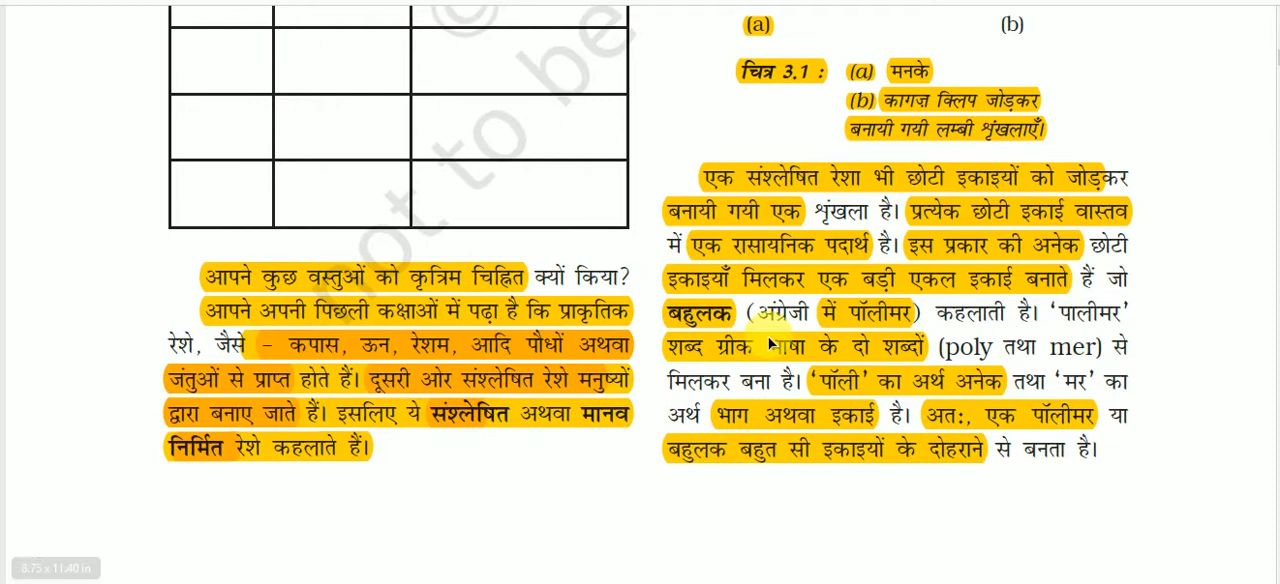 not to be
आपने कुछ वस्तुओं को कृत्रिम चिह्नित क्यों किया?
आपने अपनी पिछली कक्षाओं में पढ़ा है कि प्राकृतिक
रेशे, जैसे – कपास, ऊन, रेशम, आदि पौधों अथवा
जंतुओं से प्राप्त होते हैं। दूसरी ओर संश्लेषित रेशे मनुष्यों
द्वारा बनाए जाते हैं। इसलिए ये संश्लेषित अथवा मानव
निर्मित रेशे कहलाते हैं।
(a) (b)
चित्र 3.1 : (a) मनके
(b) कागज़ क्लिप जोड़कर
बनायी गयी लम्बी शृंखलाएँ।
एक संश्लेषित रेशा भी छोटी इकाइयों को जोड़कर
बनायी गयी एक शृंखला है। प्रत्येक छोटी इकाई वास्तव
में एक रासायनिक पदार्थ है। इस प्रकार की अनेक छोटी
इकाइयाँ मिलकर एक बड़ी एकल इकाई बनाते हैं जो
बहुलक (अंग्रेजी में पॉलीमर) कहलाती है। ‘पालीमर’
शब्द ग्रीक भाषा के दो शब्दों (poly तथा mer) से
मिलकर बना है। ‘पॉली’ का अर्थ अनेक तथा ‘मर’ का
अर्थ भाग अथवा इकाई है। अत:, एक पॉलीमर या
बहुलक बहुत सी इकाइयों के दोहराने से बनता है।
8.75 x 11.40 in